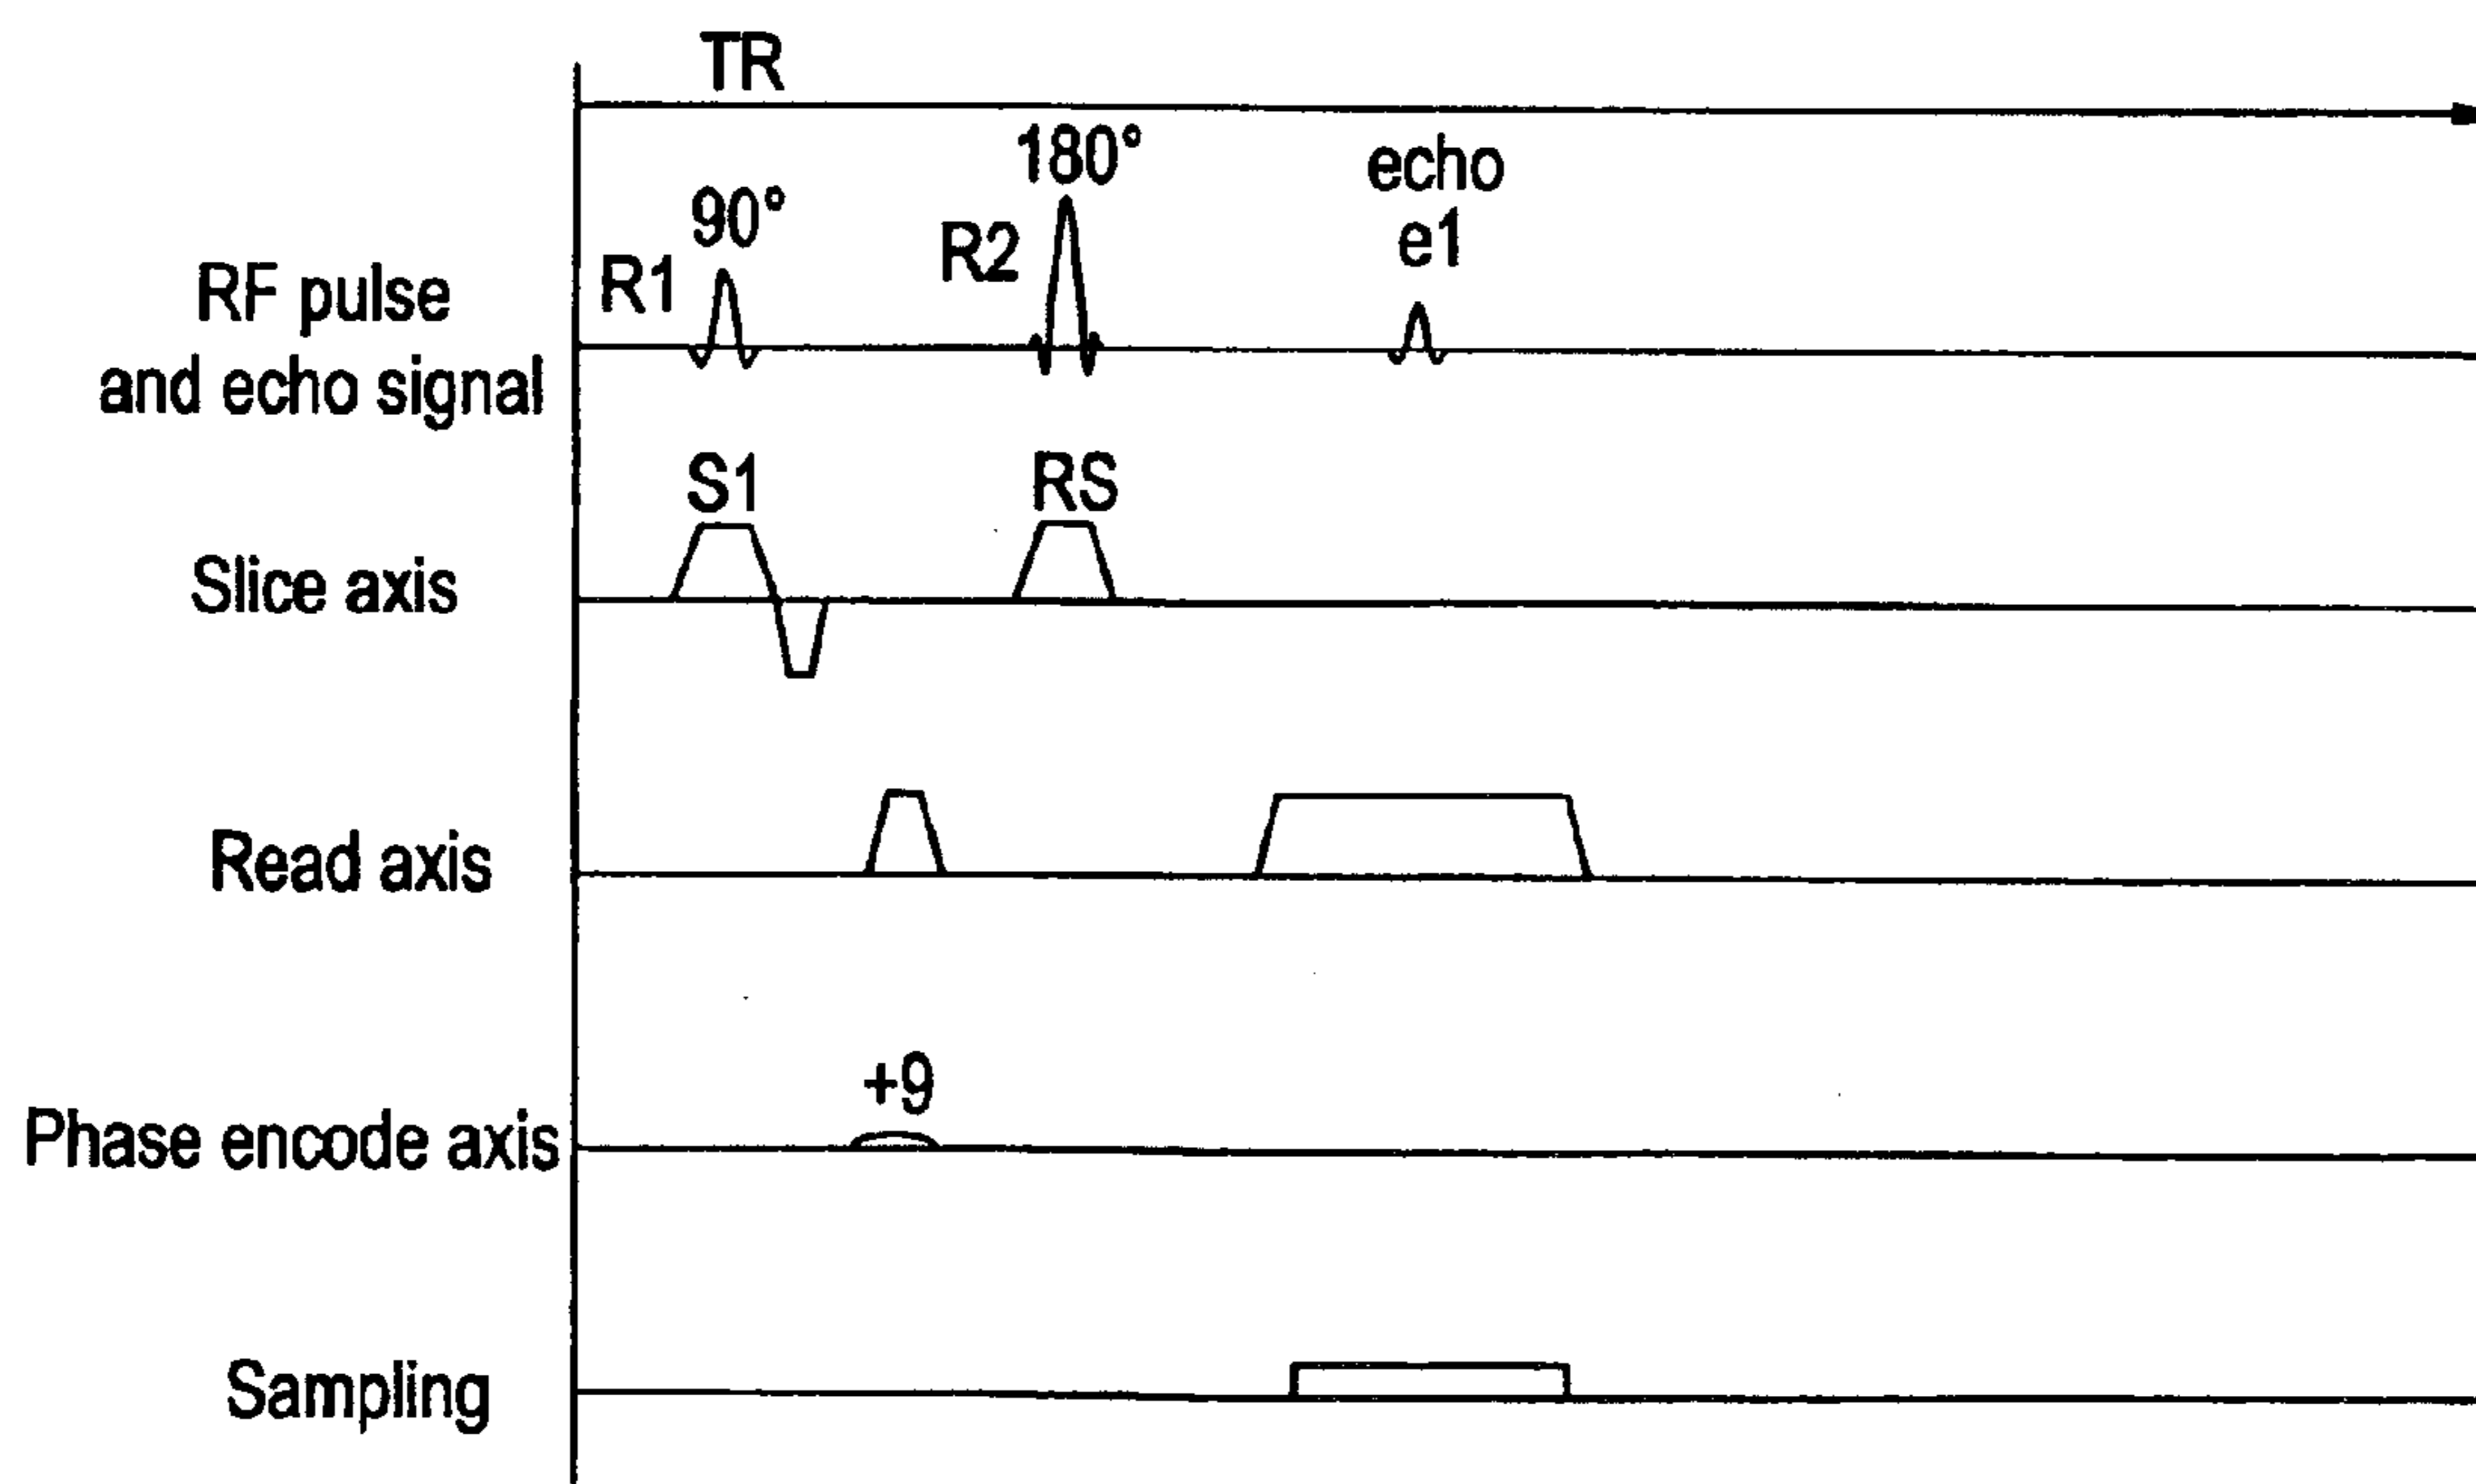 TR
180°
echo
90°
e1
R2
R1
RF pulse
and echo signal
S1
RS
Slice axis
Read axis
+9
Phase encode axis
Sampling